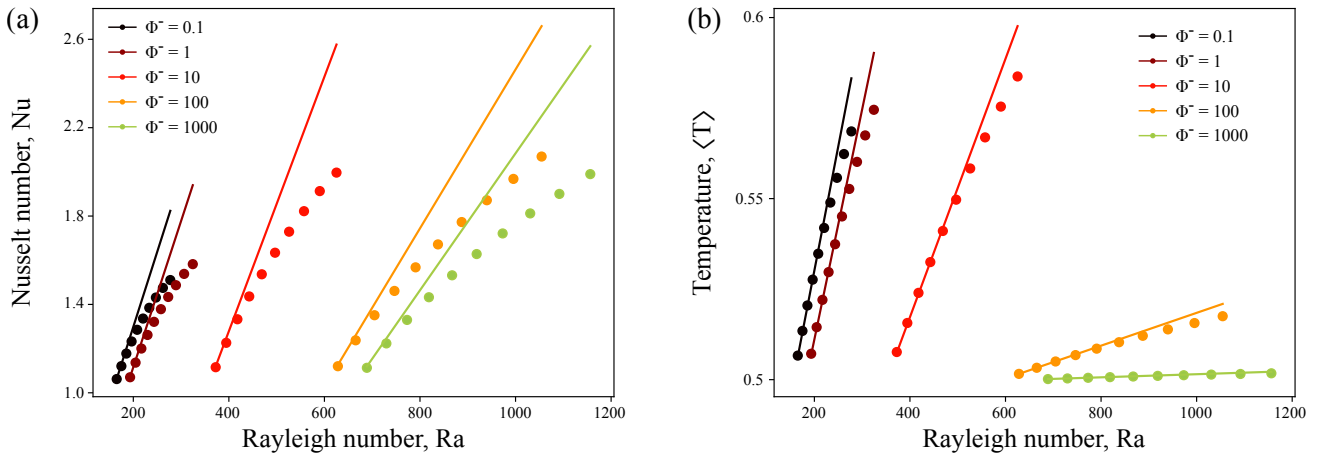 (a)
2.6
2.2
1.8
1.4
1.0
Nusselt number, Nu
Φ⁻ = 0.1
Φ⁻ = 1
Φ⁻ = 10
Φ⁻ = 100
Φ⁻ = 1000
200
400
600
800
1000
1200
Rayleigh number, Ra
(b)
0.6
0.55
0.5
Temperature, ⟨T⟩
Φ⁻ = 0.1
Φ⁻ = 1
Φ⁻ = 10
Φ⁻ = 100
Φ⁻ = 1000
200
400
600
800
1000
1200
Rayleigh number, Ra